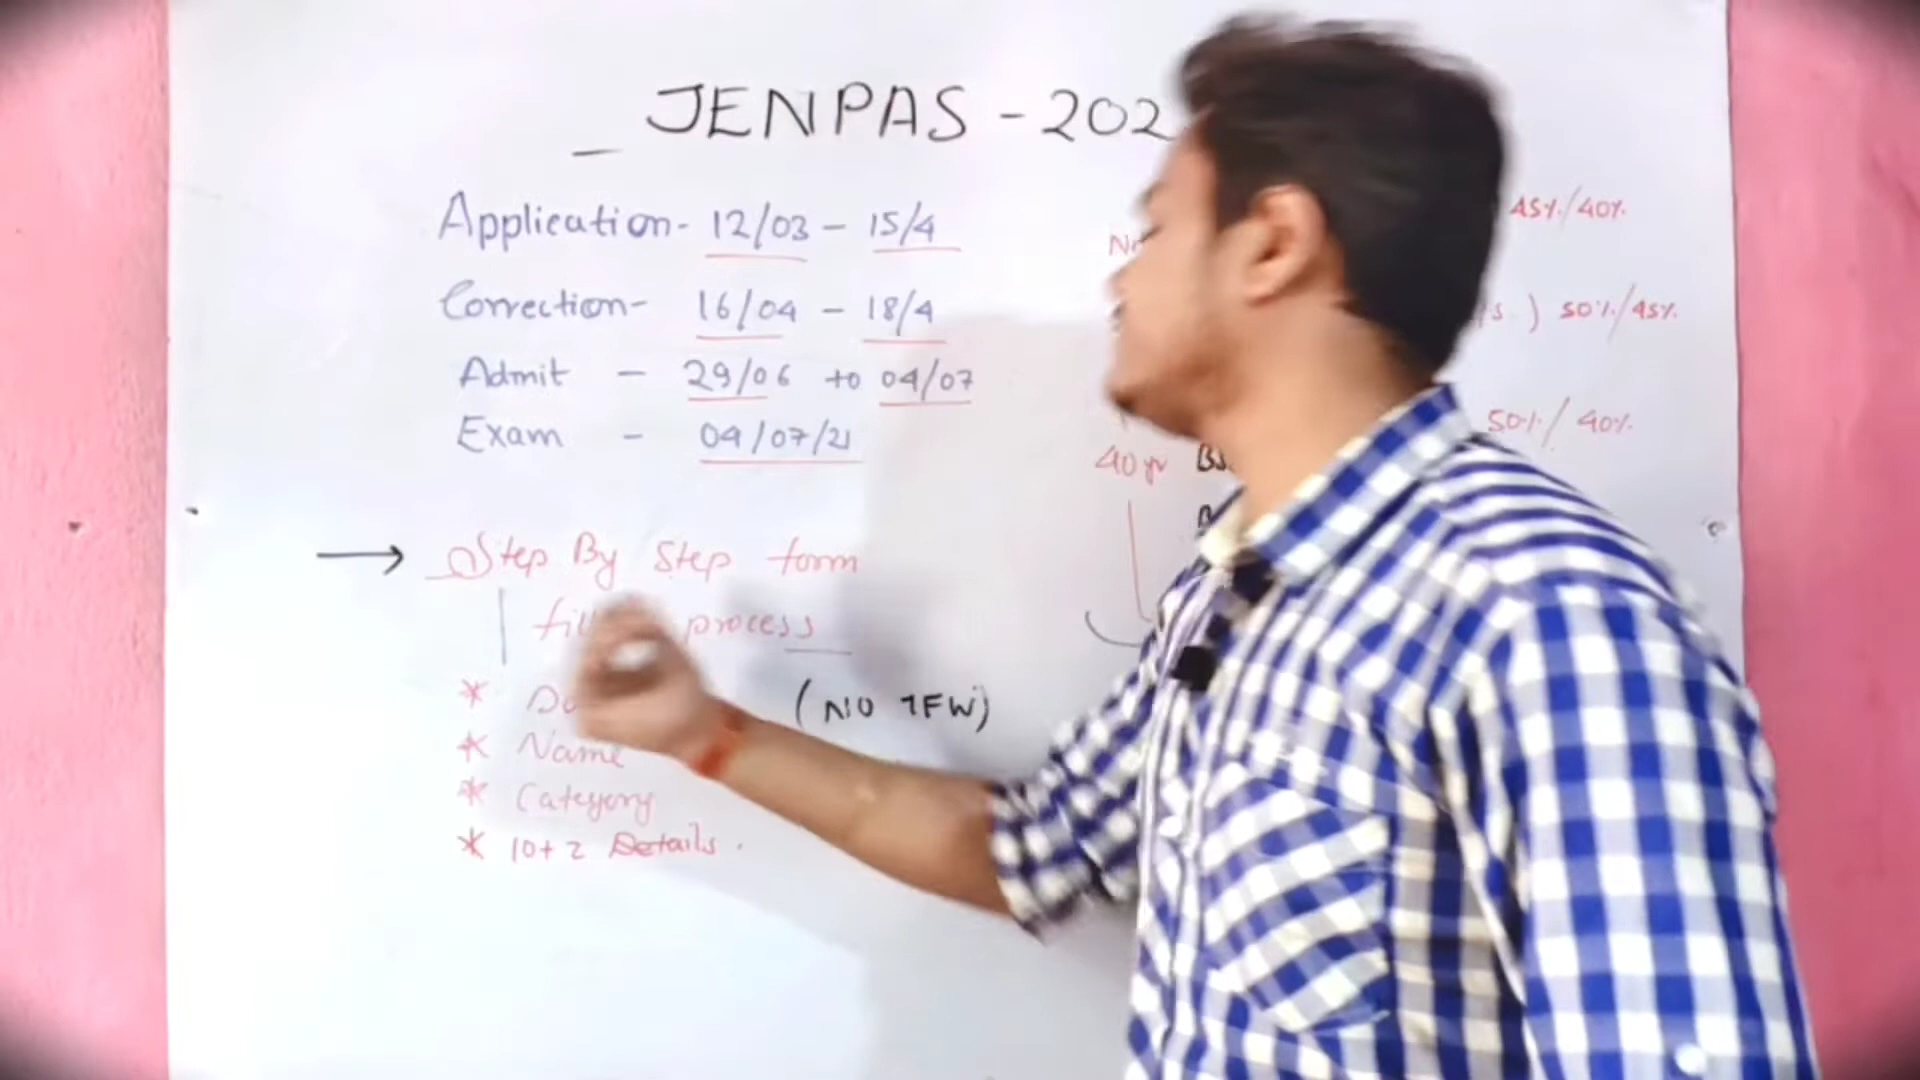 JENPAS - 202
Application - 12/03 - 15/4
Correction - 16/04 - 18/4
Admit - 29/06 to 04/07
Exam - 04/07/21
→ Step By Step form
process
(NO TFW)
* Name
* Category
* 10+2 Details.
45%/40%
) 50%/45%
50%/40%
40 yr